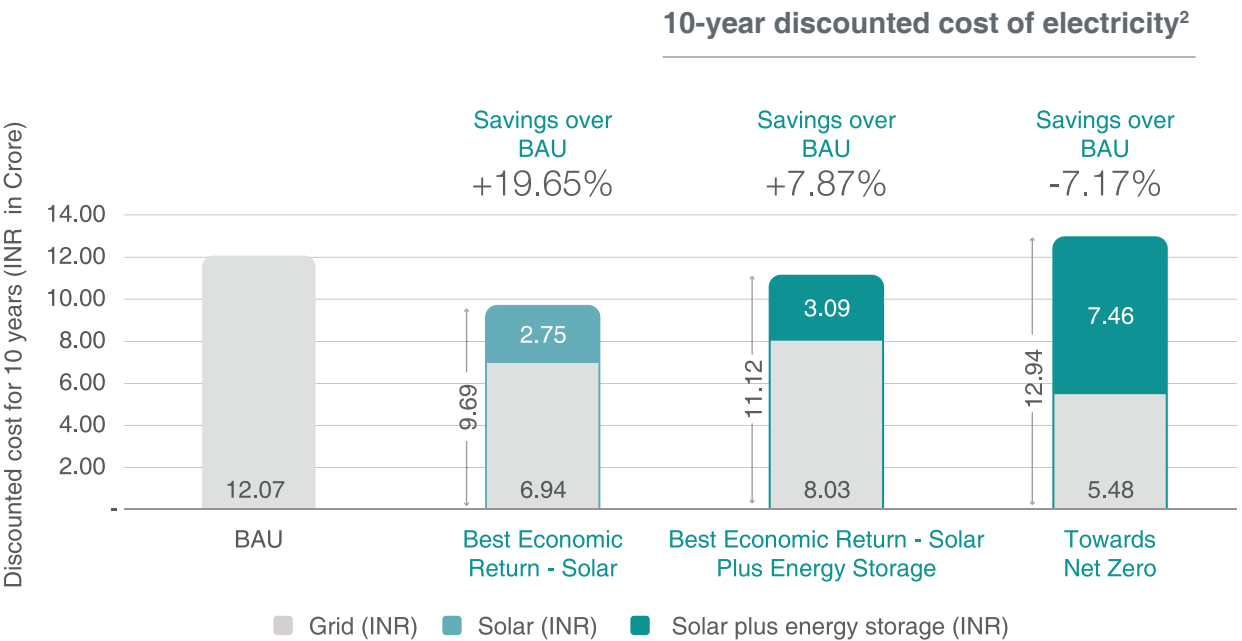 10-year discounted cost of electricity²
Savings over
BAU
+19.65%
Savings over
BAU
+7.87%
Savings over
BAU
-7.17%
Discounted cost for 10 years (INR in Crore)
14.00
12.00
10.00
8.00
6.00
4.00
2.00
-
12.07
9.69
2.75
6.94
11.12
3.09
8.03
12.94
7.46
5.48
BAU
Best Economic
Return - Solar
Best Economic Return - Solar
Plus Energy Storage
Towards
Net Zero
Grid (INR)
Solar (INR)
Solar plus energy storage (INR)